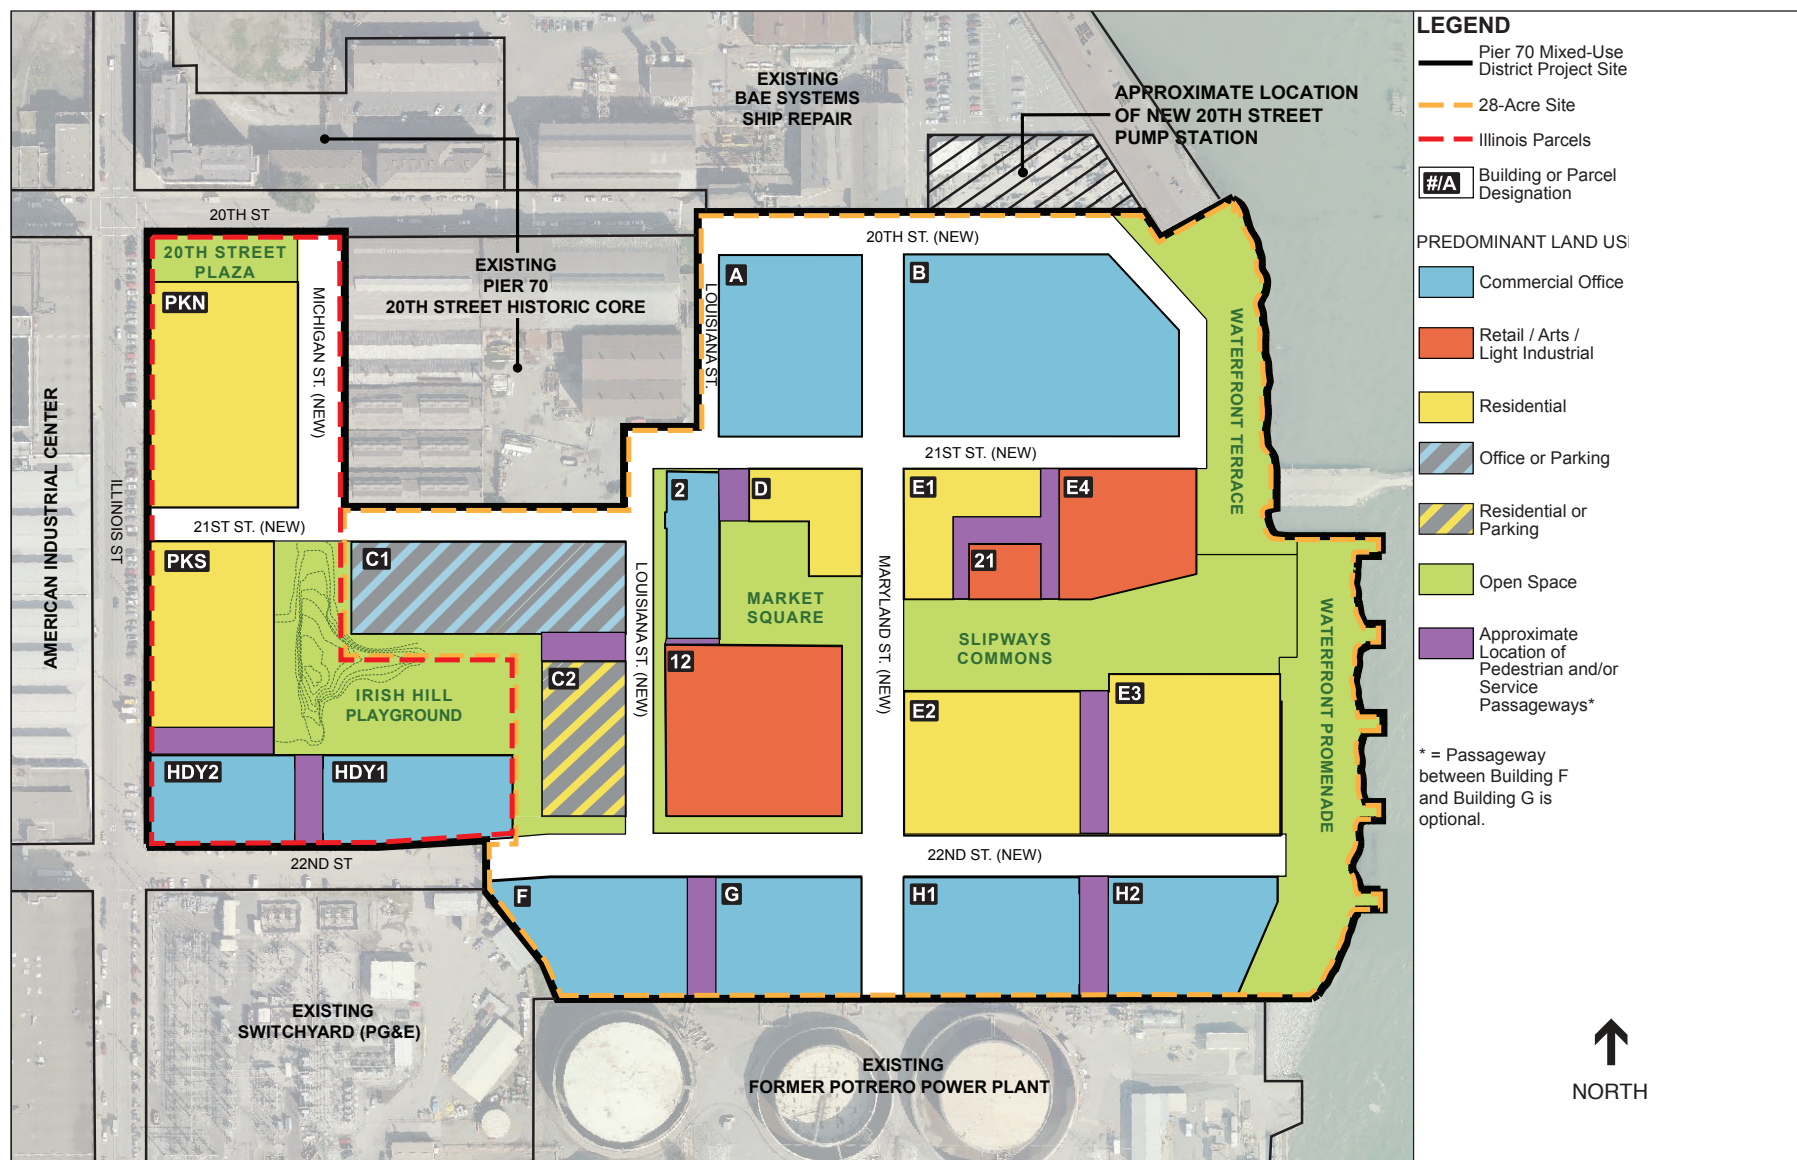 LEGEND
Pier 70 Mixed-Use
District Project Site
28-Acre Site
Illinois Parcels
#/A
Building or Parcel
Designation
PREDOMINANT LAND US
Commercial Office
Retail / Arts /
Light Industrial
Residential
Office or Parking
Residential or
Parking
Open Space
Approximate
Location of
Pedestrian and/or
Service
Passageways*
* = Passageway
between Building F
and Building G is
optional.
NORTH
EXISTING
BAE SYSTEMS
SHIP REPAIR
APPROXIMATE LOCATION
OF NEW 20TH STREET
PUMP STATION
20TH ST
20TH ST. (NEW)
20TH STREET
PLAZA
EXISTING
PIER 70
20TH STREET HISTORIC CORE
A
B
PKN
MICHIGAN ST. (NEW)
LOUISIANA ST.
WATERFRONT TERRACE
AMERICAN INDUSTRIAL CENTER
ILLINOIS ST
21ST ST. (NEW)
21ST ST. (NEW)
2
D
E1
E4
PKS
C1
21
LOUISIANA ST. (NEW)
MARKET
SQUARE
MARYLAND ST. (NEW)
SLIPWAYS
COMMONS
WATERFRONT PROMENADE
12
C2
IRISH HILL
PLAYGROUND
E2
E3
HDY2
HDY1
22ND ST
22ND ST. (NEW)
F
G
H1
H2
EXISTING
SWITCHYARD (PG&E)
EXISTING
FORMER POTRERO POWER PLANT